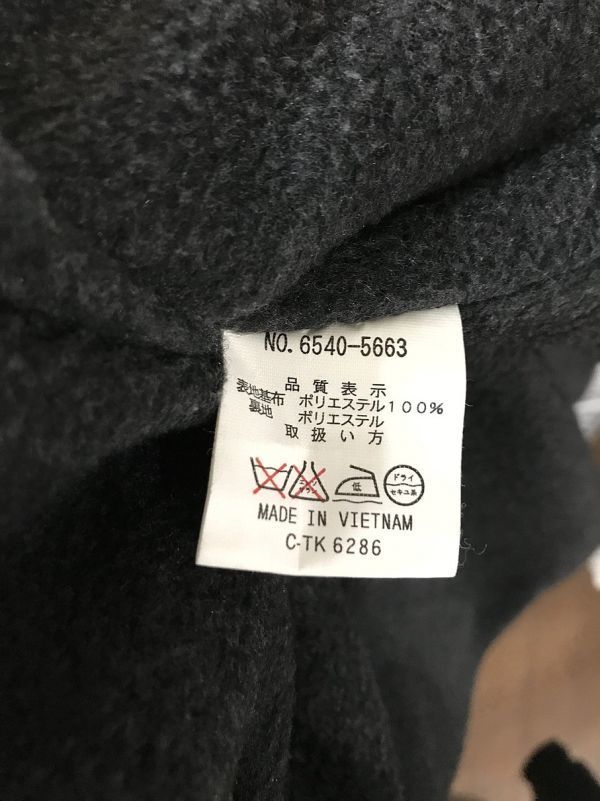 NO. 6540-5663
品質表示
表地基布 ポリエステル100%
裏地 ポリエステル
取扱い方
低 ドライ
セキユ系
MADE IN VIETNAM
C-TK 6286